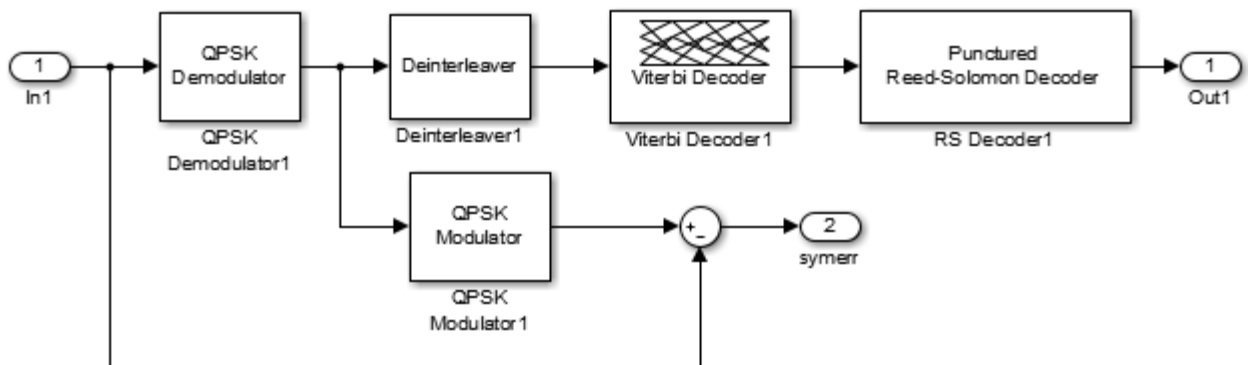 1
In1
QPSK
Demodulator
QPSK
Demodulator1
Deinterleaver
Deinterleaver1
Viterbi Decoder
Viterbi Decoder1
Punctured
Reed-Solomon Decoder
RS Decoder1
1
Out1
QPSK
Modulator
QPSK
Modulator1
+
-
2
symerr